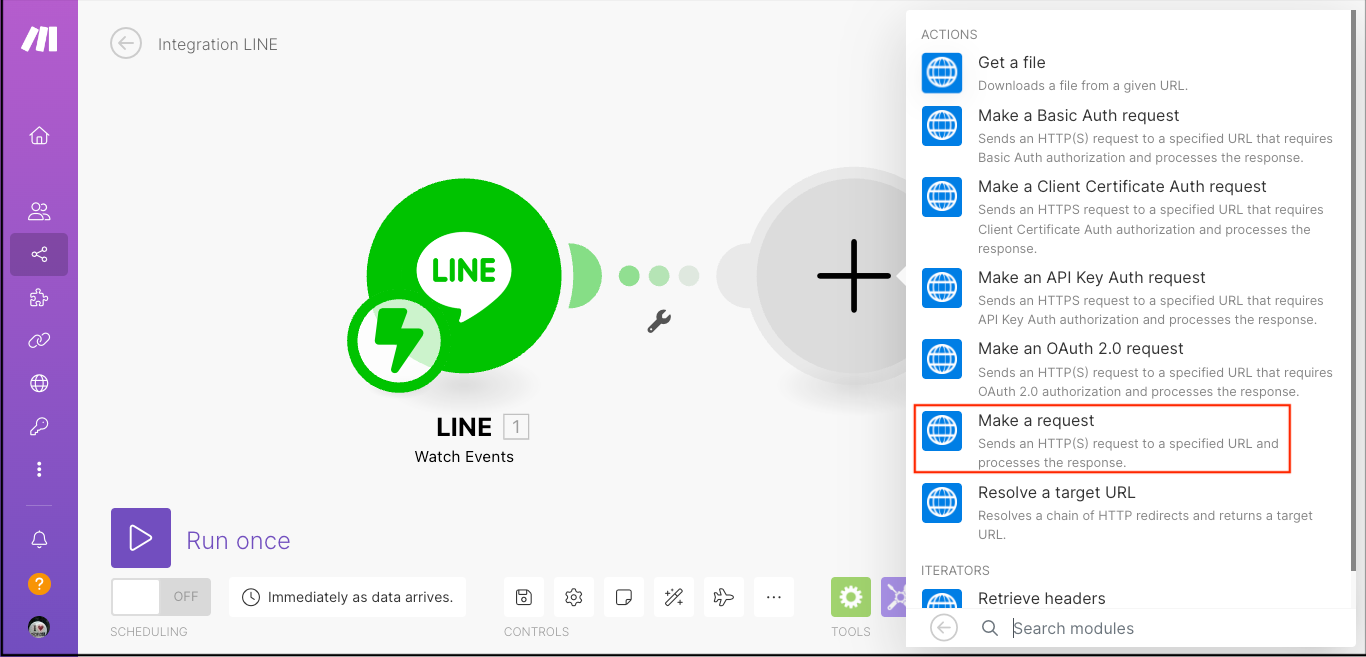 Integration LINE
LINE
LINE 1
Watch Events
Run once
OFF
Immediately as data arrives.
SCHEDULING
CONTROLS
TOOLS
?
ACTIONS
Get a file
Downloads a file from a given URL.
Make a Basic Auth request
Sends an HTTP(S) request to a specified URL that requires
Basic Auth authorization and processes the response.
Make a Client Certificate Auth request
Sends an HTTPS request to a specified URL that requires
Client Certificate Auth authorization and processes the
response.
Make an API Key Auth request
Sends an HTTPS request to a specified URL that requires
API Key Auth authorization and processes the response.
Make an OAuth 2.0 request
Sends an HTTP(S) request to a specified URL that requires
OAuth 2.0 authorization and processes the response.
Make a request
Sends an HTTP(S) request to a specified URL and
processes the response.
Resolve a target URL
Resolves a chain of HTTP redirects and returns a target
URL.
ITERATORS
Retrieve headers
Search modules